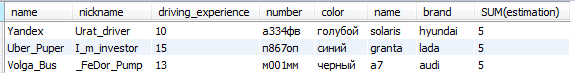 name nickname driving_experience number color name brand SUM(estimation)
Yandex Urat_driver 10 а334фв голубой solaris hyundai 5
Uber_Puper I_m_investor 15 п867оп синий granta lada 5
Volga_Bus _FeDor_Pump 13 м001мм черный a7 audi 5